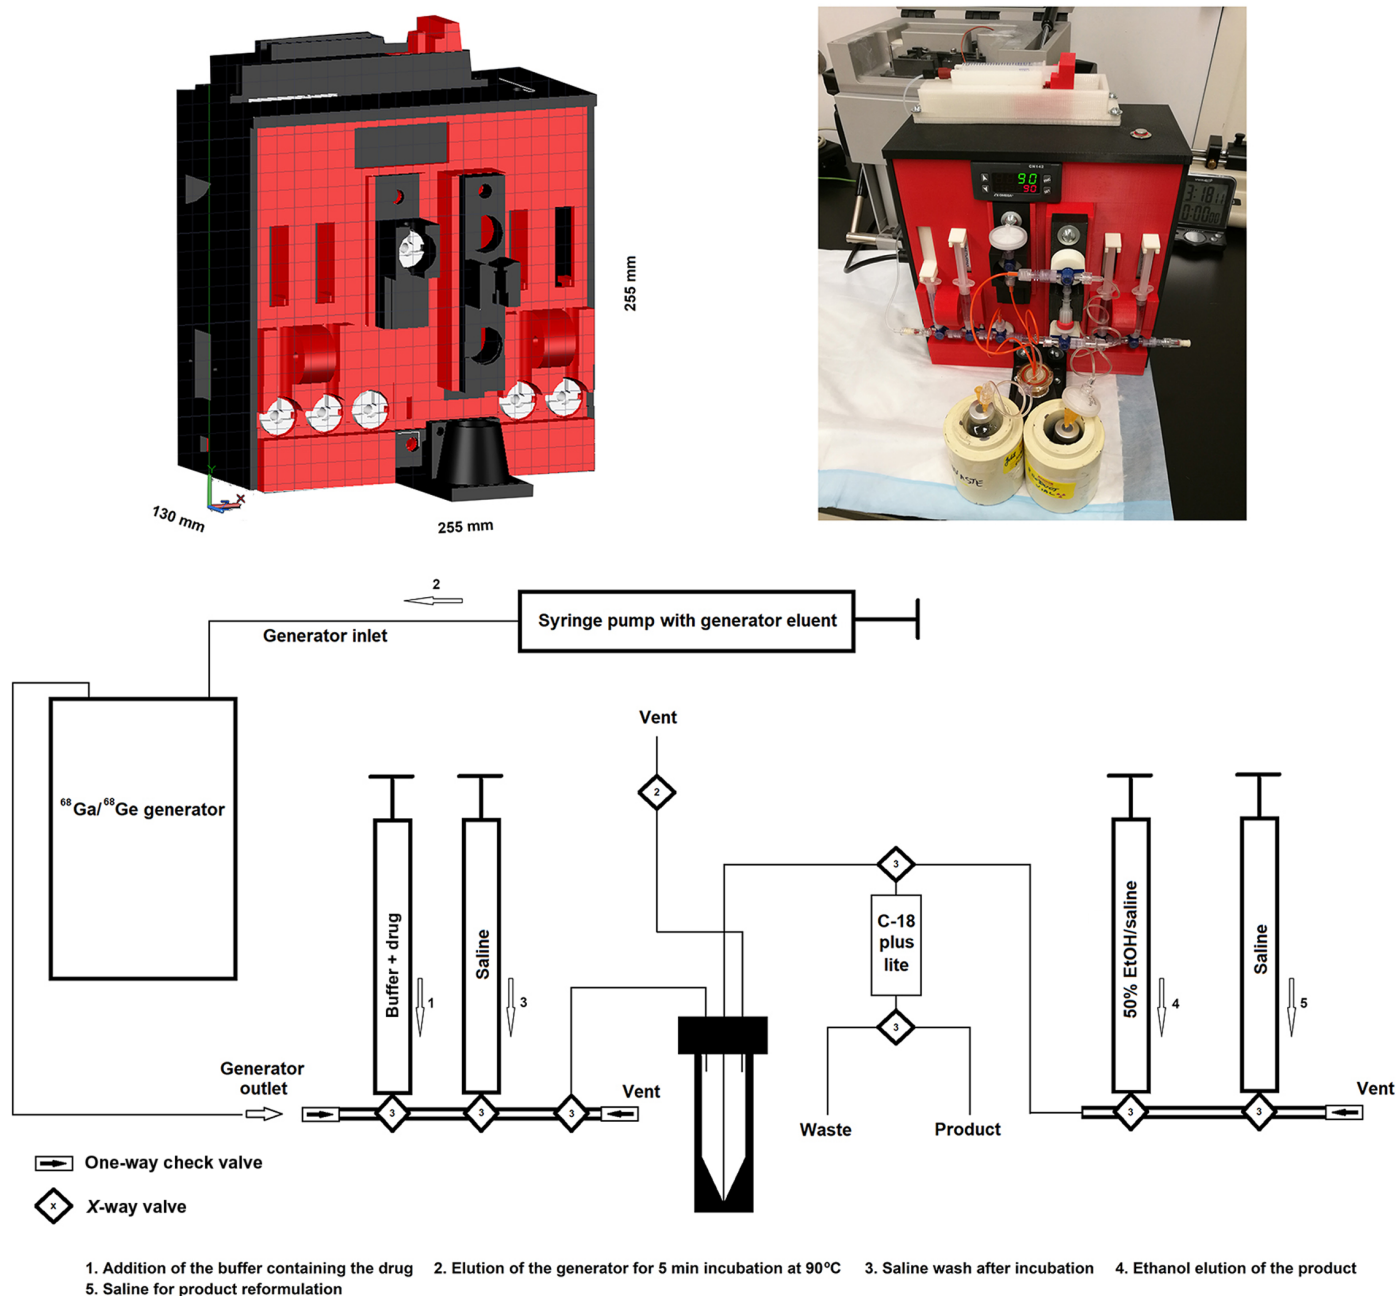 255 mm
130 mm
255 mm
90
90
WASTE
2
Generator inlet
Syringe pump with generator eluent
⁶⁸Ga/⁶⁸Ge generator
Vent
2
Buffer + drug
1
Saline
3
3
C-18
plus
lite
3
50% EtOH/saline
4
Saline
5
Generator
outlet
3
3
3
Vent
Waste
Product
3
3
Vent
One-way check valve
x
X-way valve
1. Addition of the buffer containing the drug 2. Elution of the generator for 5 min incubation at 90ºC 3. Saline wash after incubation 4. Ethanol elution of the product
5. Saline for product reformulation